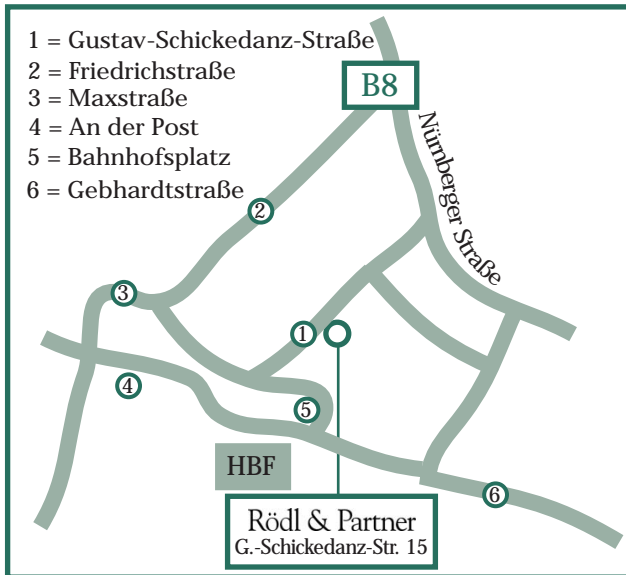 1 = Gustav-Schickedanz-Straße
2 = Friedrichstraße
3 = Maxstraße
4 = An der Post
5 = Bahnhofsplatz
6 = Gebhardtstraße
B8
Nürnberger Straße
2
3
1
4
5
HBF
6
Rödl & Partner
G.-Schickedanz-Str. 15